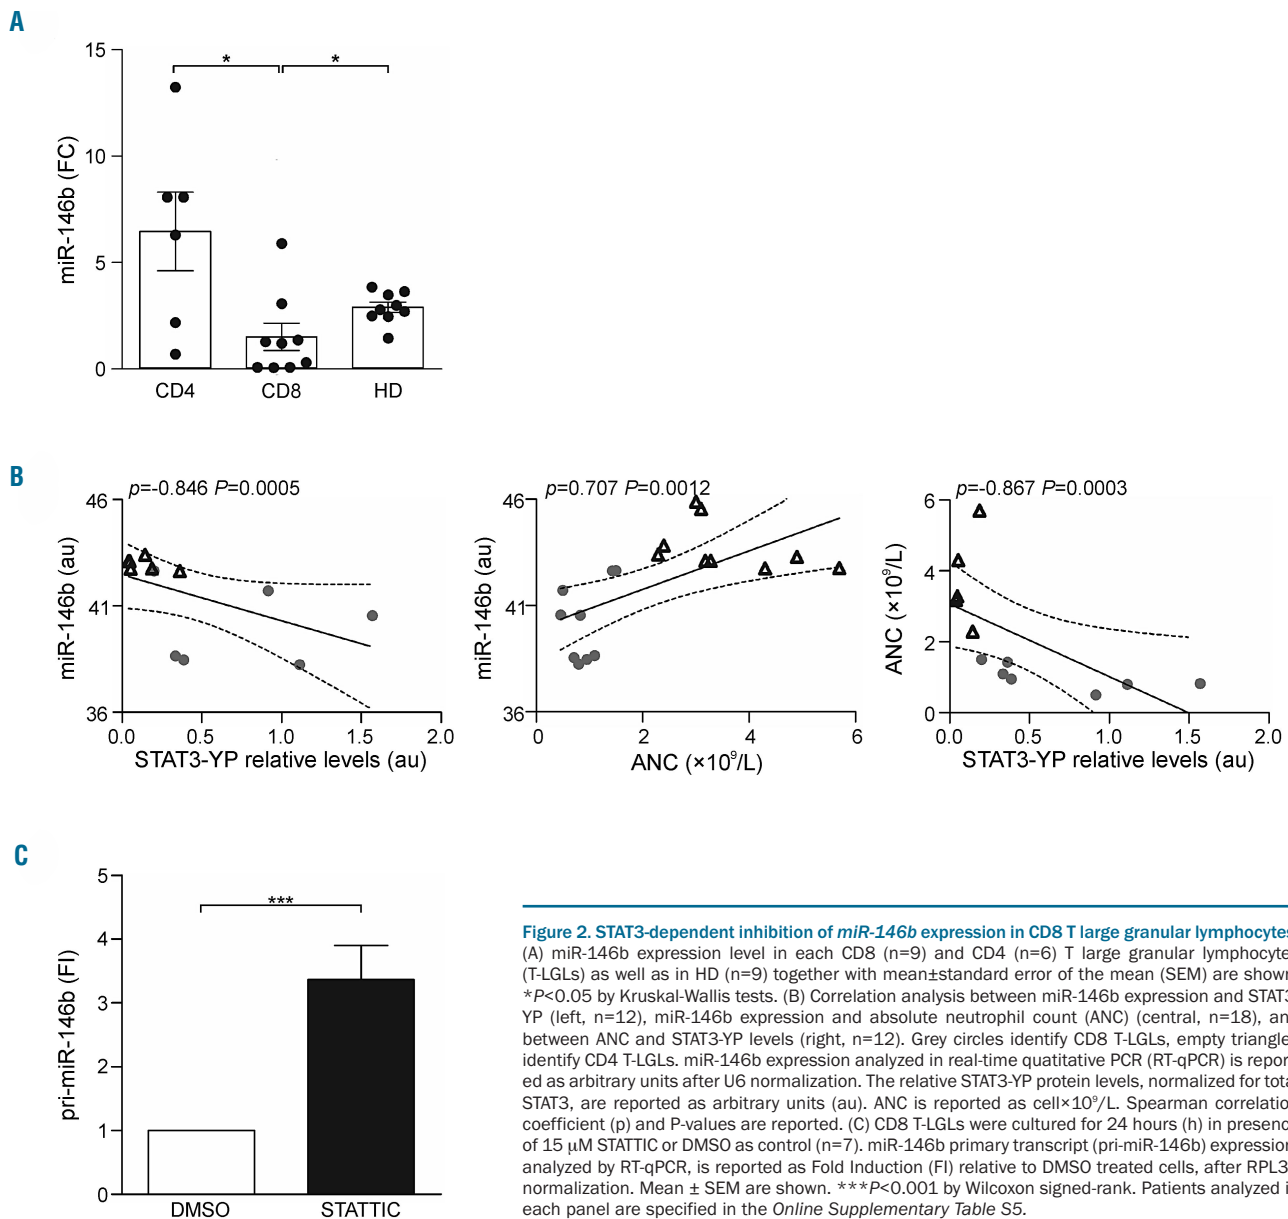 A
15
10
5
0
miR-146b (FC)
* *
CD4 CD8 HD
B
p=-0.846 P=0.0005
46
41
36
miR-146b (au)
0.0 0.5 1.0 1.5 2.0
STAT3-YP relative levels (au)
p=0.707 P=0.0012
46
41
36
miR-146b (au)
0 2 4 6
ANC (×10⁹/L)
p=-0.867 P=0.0003
6
4
2
0
ANC (×10⁹/L)
0.0 0.5 1.0 1.5 2.0
STAT3-YP relative levels (au)
C
5
4
3
2
1
0
pri-miR-146b (FI)
***
DMSO STATTIC
Figure 2. STAT3-dependent inhibition of miR-146b expression in CD8 T large granular lymphocytes
(A) miR-146b expression level in each CD8 (n=9) and CD4 (n=6) T large granular lymphocyte
(T-LGLs) as well as in HD (n=9) together with mean±standard error of the mean (SEM) are shown
*P<0.05 by Kruskal-Wallis tests. (B) Correlation analysis between miR-146b expression and STAT3
YP (left, n=12), miR-146b expression and absolute neutrophil count (ANC) (central, n=18), an
between ANC and STAT3-YP levels (right, n=12). Grey circles identify CD8 T-LGLs, empty triangle
identify CD4 T-LGLs. miR-146b expression analyzed in real-time quatitative PCR (RT-qPCR) is repor
ed as arbitrary units after U6 normalization. The relative STAT3-YP protein levels, normalized for tota
STAT3, are reported as arbitrary units (au). ANC is reported as cell×10⁹/L. Spearman correlatio
coefficient (p) and P-values are reported. (C) CD8 T-LGLs were cultured for 24 hours (h) in presenc
of 15 µM STATTIC or DMSO as control (n=7). miR-146b primary transcript (pri-miR-146b) expression
analyzed by RT-qPCR, is reported as Fold Induction (FI) relative to DMSO treated cells, after RPL3
normalization. Mean ± SEM are shown. ***P<0.001 by Wilcoxon signed-rank. Patients analyzed i
each panel are specified in the Online Supplementary Table S5.